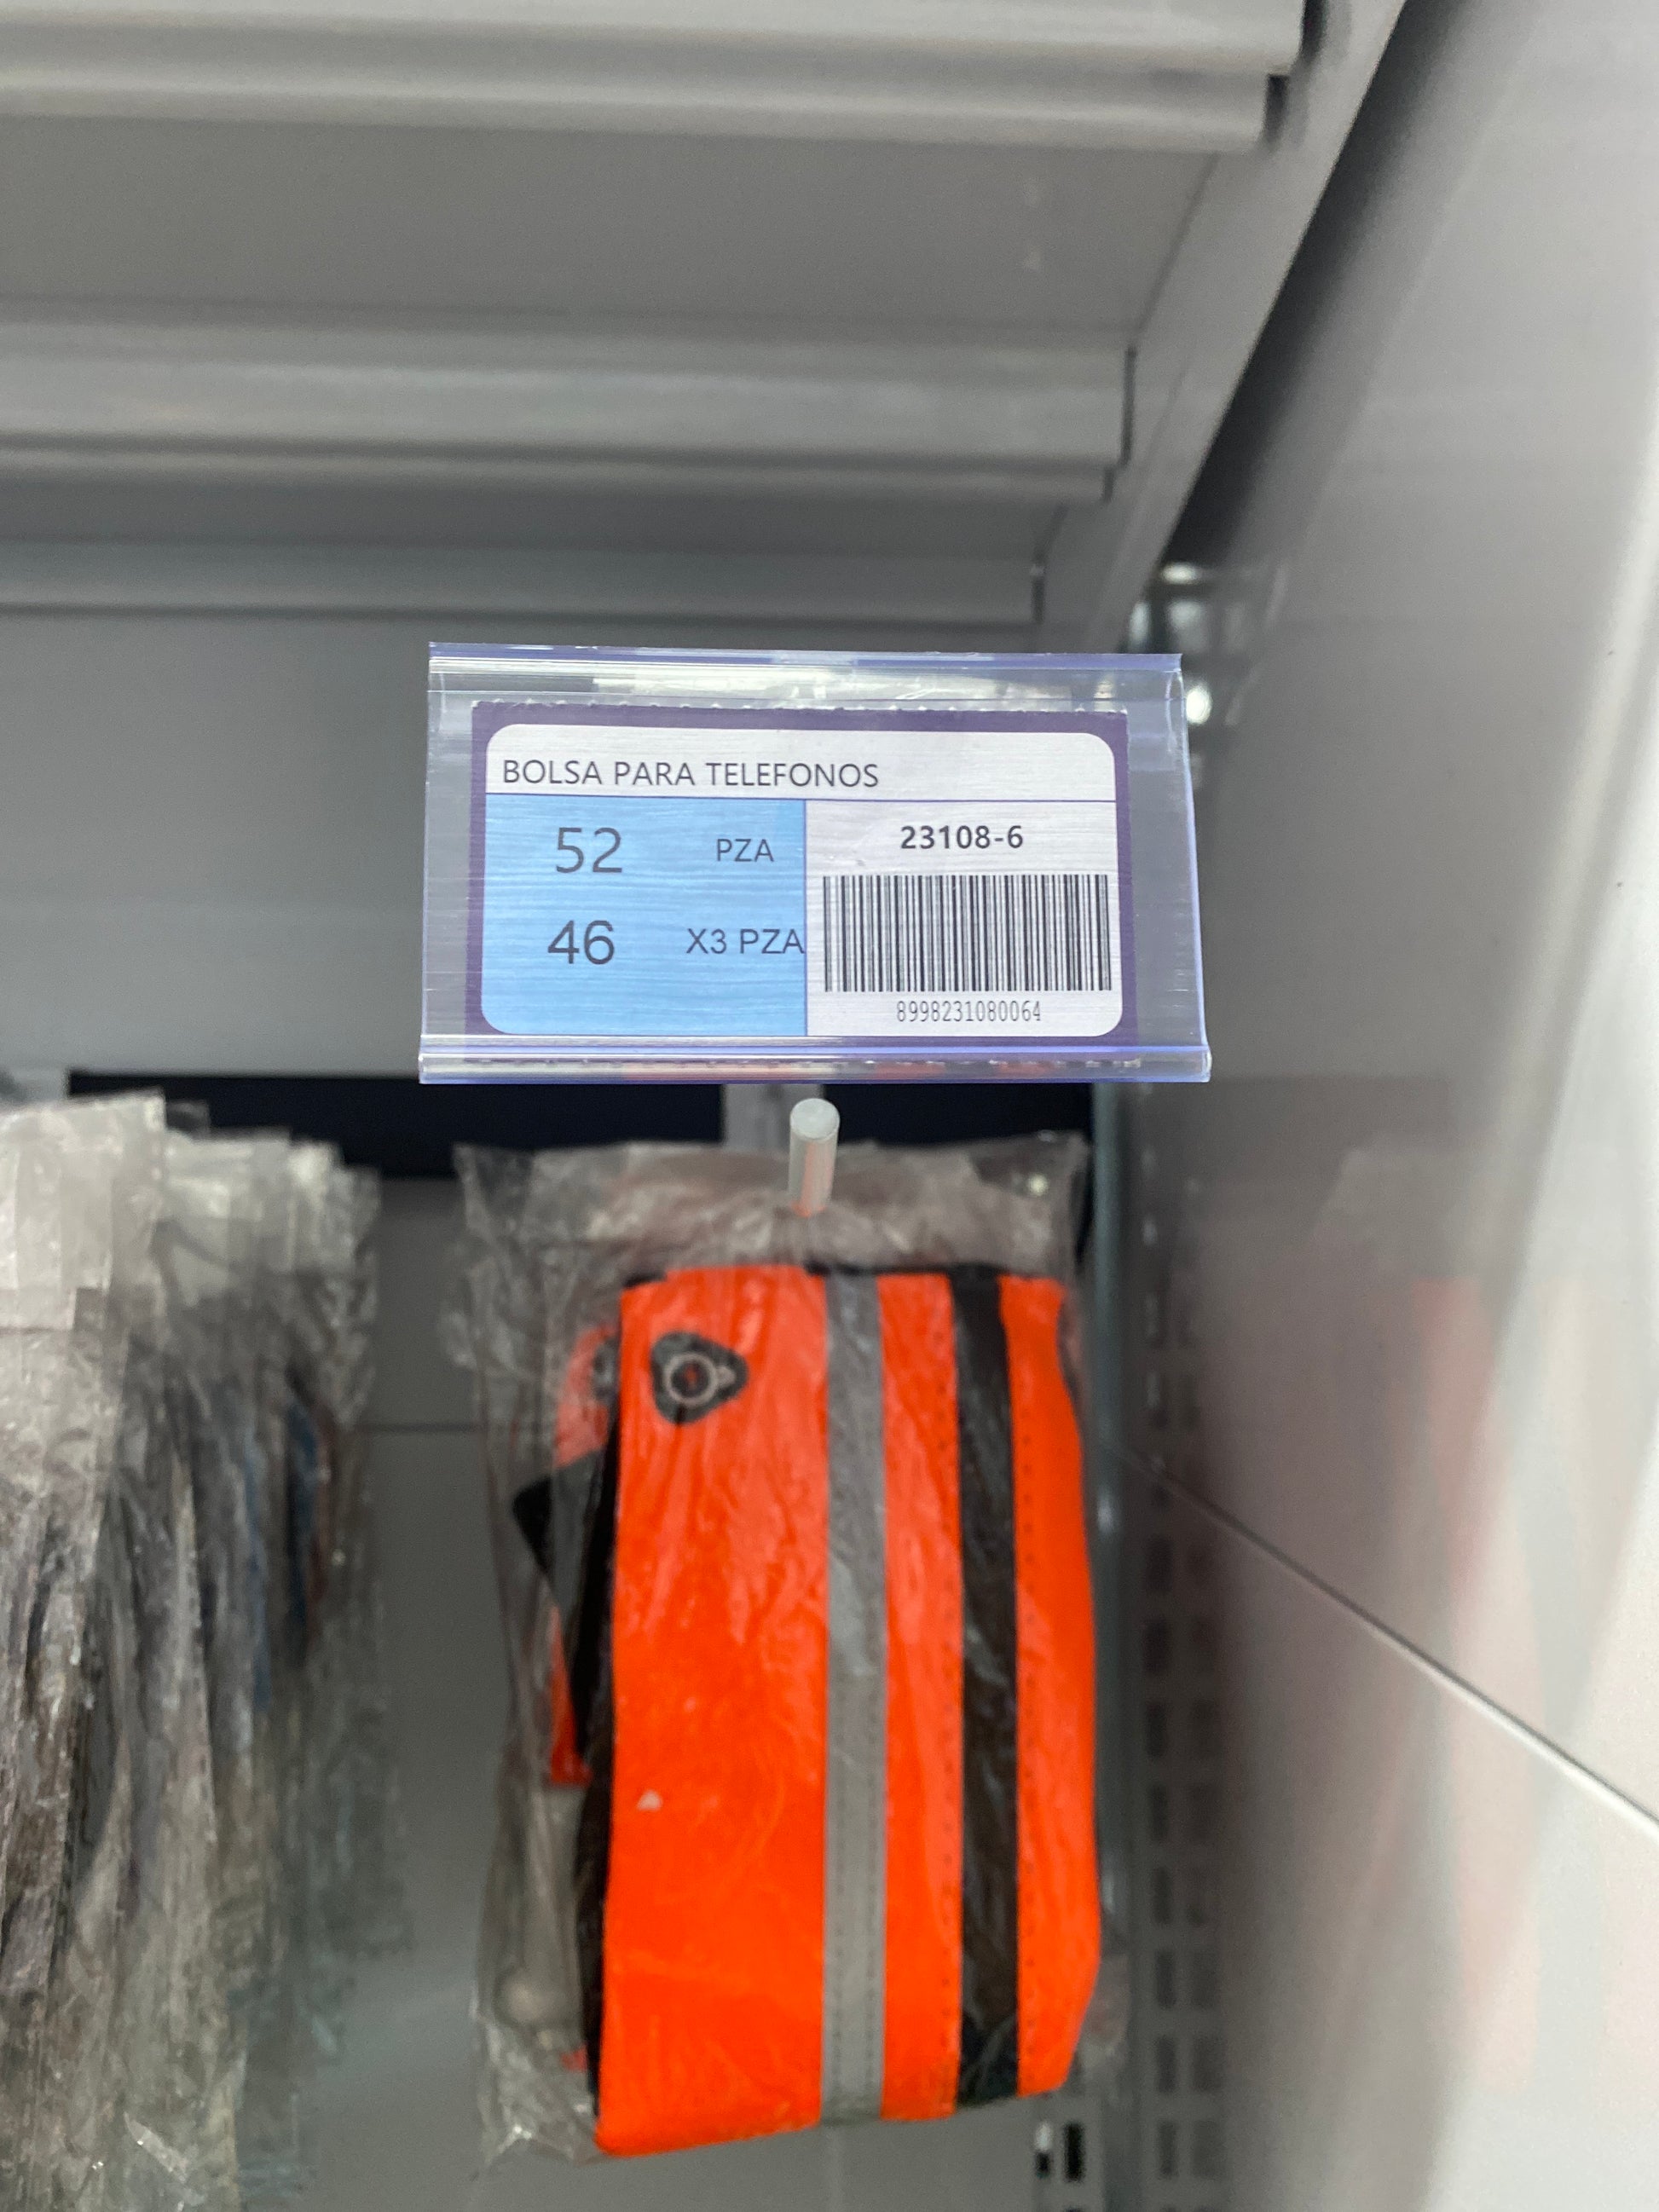 BOLSA PARA TELEFONOS
52 PZA
46 X3 PZA
23108-6
8998231080064